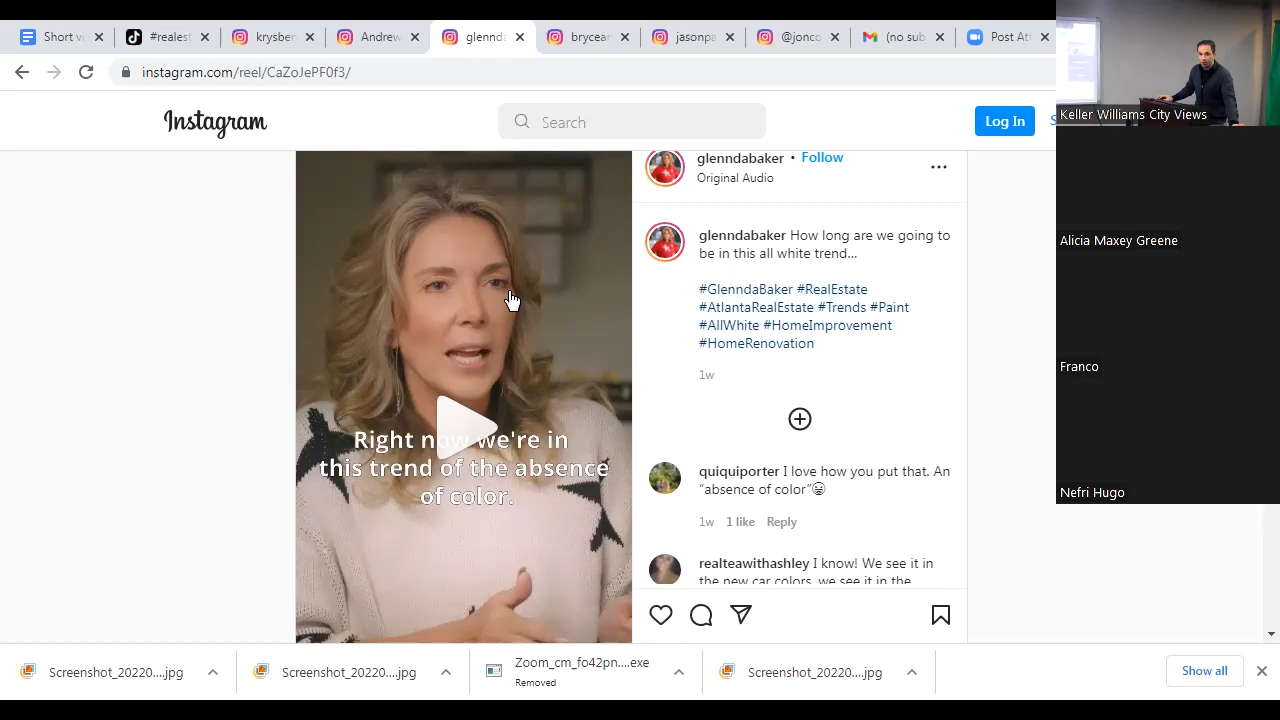 Short vi
#realest
krysber
Andrew
glennda
brycear
jasonpa
@jonco
(no sub
Post Att
instagram.com/reel/CaZoJePF0f3/
Instagram
Search
Log In
glenndabaker • Follow
Original Audio
glenndabaker How long are we going to
be in this all white trend...
#GlenndaBaker #RealEstate
#AtlantaRealEstate #Trends #Paint
#AllWhite #HomeImprovement
#HomeRenovation
1w
quiquiporter I love how you put that. An
“absence of color”😩
1w 1 like Reply
realteawithashley I know! We see it in
the new car colors, we see it in the
Right now we're in
this trend of the absence
of color.
Keller Williams City Views
Alicia Maxey Greene
Franco
Nefri Hugo
Screenshot_20220....jpg
Screenshot_20220....jpg
Zoom_cm_fo42pn....exe
Removed
Screenshot_20220....jpg
Show all